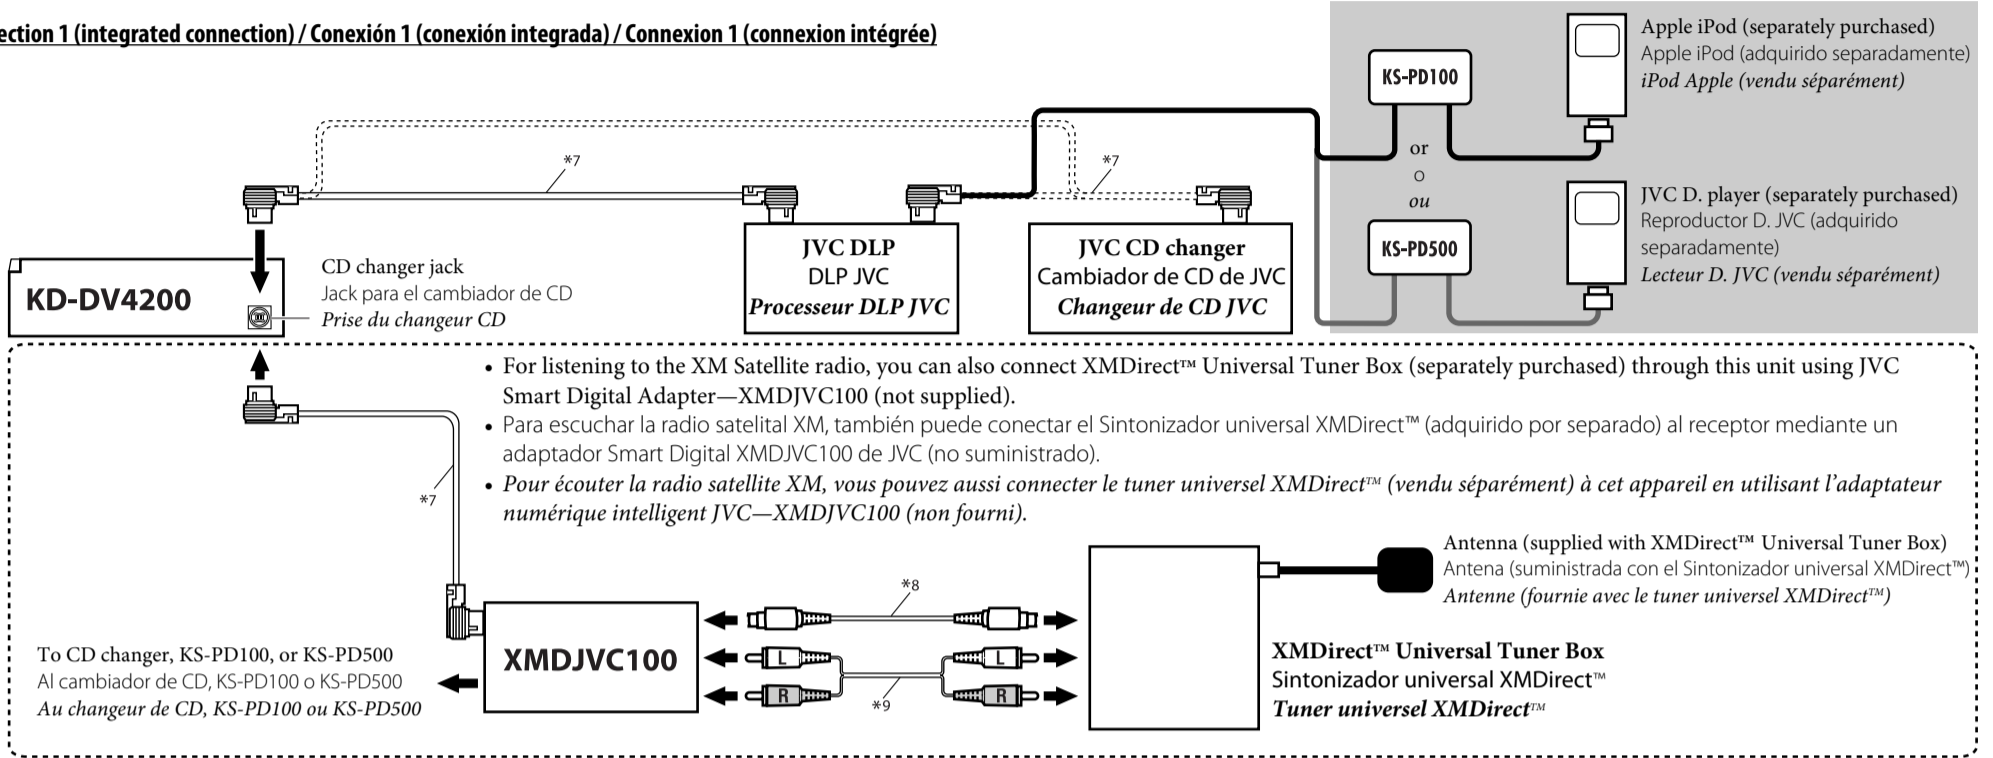 ection 1 (integrated connection) / Conexión 1 (conexión integrada) / Connexion 1 (connexion intégrée)
KS-PD100
Apple iPod (separately purchased)
Apple iPod (adquirido separadamente)
iPod Apple (vendu séparément)
or
o
ou
KS-PD500
JVC D. player (separately purchased)
Reproductor D. JVC (adquirido
separadamente)
Lecteur D. JVC (vendu séparément)
*7
*7
KD-DV4200
CD changer jack
Jack para el cambiador de CD
Prise du changeur CD
JVC DLP
DLP JVC
Processeur DLP JVC
JVC CD changer
Cambiador de CD de JVC
Changeur de CD JVC
• For listening to the XM Satellite radio, you can also connect XMDirect™ Universal Tuner Box (separately purchased) through this unit using JVC
Smart Digital Adapter—XMDJVC100 (not supplied).
• Para escuchar la radio satelital XM, también puede conectar el Sintonizador universal XMDirect™ (adquirido por separado) al receptor mediante un
adaptador Smart Digital XMDJVC100 de JVC (no suministrado).
• Pour écouter la radio satellite XM, vous pouvez aussi connecter le tuner universel XMDirect™ (vendu séparément) à cet appareil en utilisant l'adaptateur
numérique intelligent JVC—XMDJVC100 (non fourni).
*7
To CD changer, KS-PD100, or KS-PD500
Al cambiador de CD, KS-PD100 o KS-PD500
Au changeur de CD, KS-PD100 ou KS-PD500
XMDJVC100
*8
L L
R R
*9
Antenna (supplied with XMDirect™ Universal Tuner Box)
Antena (suministrada con el Sintonizador universal XMDirect™)
Antenne (fournie avec le tuner universel XMDirect™)
XMDirect™ Universal Tuner Box
Sintonizador universal XMDirect™
Tuner universel XMDirect™